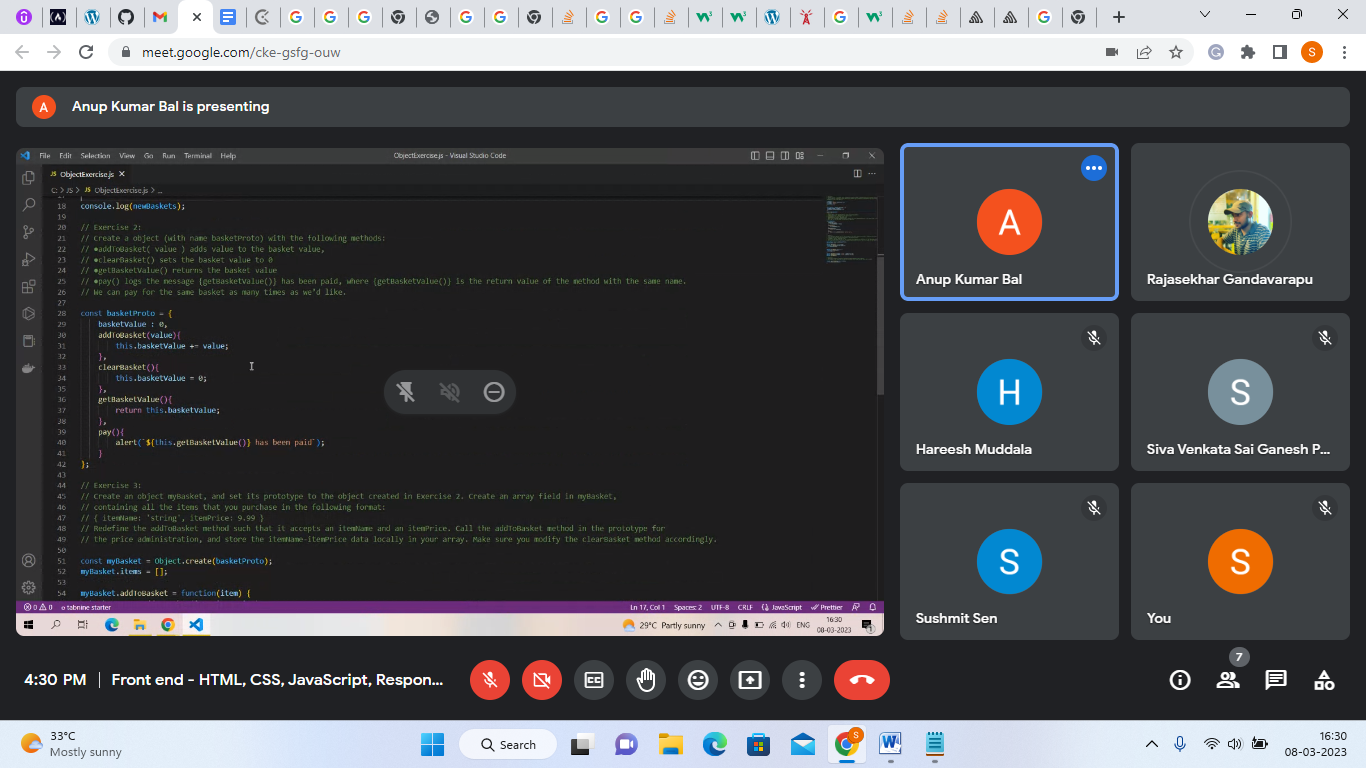 meet.google.com/cke-gsfg-ouw
S
A
Anup Kumar Bal is presenting
File Edit Selection View Go Run Terminal Help
ObjectExercise.js - Visual Studio Code
JS ObjectExercise.js
C: > JS > JS ObjectExercise.js > ...
18 console.log(newBaskets);
19
20 // Exercise 2:
21 // Create a object (with name basketProto) with the following methods:
22 // ●addToBasket( value ) adds value to the basket value,
23 // ●clearBasket() sets the basket value to 0
24 // ●getBasketValue() returns the basket value
25 // ●pay() logs the message {getBasketValue()} has been paid, where {getBasketValue()} is the return value of the method with the same name.
26 // We can pay for the same basket as many times as we'd like.
27
28 const basketProto = {
29 basketValue : 0,
30 addToBasket(value){
31 this.basketValue += value;
32 },
33 clearBasket(){
34 this.basketValue = 0;
35 },
36 getBasketValue(){
37 return this.basketValue;
38 },
39 pay(){
40 alert(`${this.getBasketValue()} has been paid`);
41 }
42 };
43
44 // Exercise 3:
45 // Create an object myBasket, and set its prototype to the object created in Exercise 2. Create an array field in myBasket,
46 // containing all the items that you purchase in the following format:
47 // { itemName: 'string', itemPrice: 9.99 }
48 // Redefine the addToBasket method such that it accepts an itemName and an itemPrice. Call the addToBasket method in the prototype for
49 // the price administration, and store the itemName-itemPrice data locally in your array. Make sure you modify the clearBasket method accordingly.
50
51 const myBasket = Object.create(basketProto);
52 myBasket.items = [];
53
54 myBasket.addToBasket = function(item) {
0 0 tabnine starter
Ln 17, Col 1 Spaces: 2 UTF-8 CRLF JavaScript Prettier
29°C Partly sunny
ENG
16:30
08-03-2023
A
Anup Kumar Bal
Rajasekhar Gandavarapu
H
Hareesh Muddala
S
Siva Venkata Sai Ganesh P...
S
Sushmit Sen
S
You
4:30 PM | Front end - HTML, CSS, JavaScript, Respon...
7
33°C
Mostly sunny
Search
16:30
08-03-2023